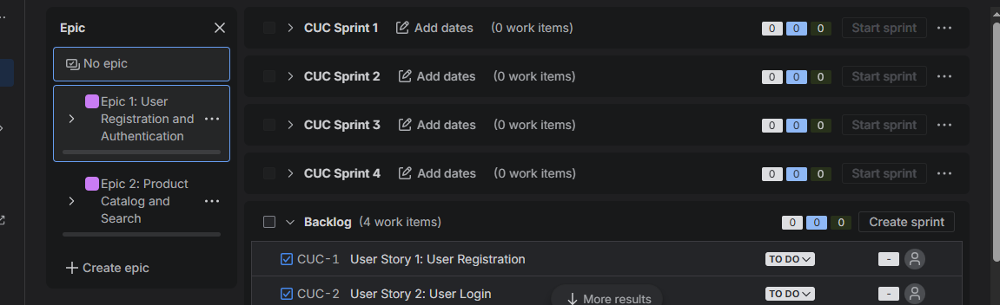 Epic
No epic
Epic 1: User
Registration and
Authentication
Epic 2: Product
Catalog and
Search
Create epic
CUC Sprint 1 Add dates (0 work items) 0 0 0 Start sprint
CUC Sprint 2 Add dates (0 work items) 0 0 0 Start sprint
CUC Sprint 3 Add dates (0 work items) 0 0 0 Start sprint
CUC Sprint 4 Add dates (0 work items) 0 0 0 Start sprint
Backlog (4 work items) 0 0 0 Create sprint
CUC-1 User Story 1: User Registration TO DO -
CUC-2 User Story 2: User Login TO DO -
More results